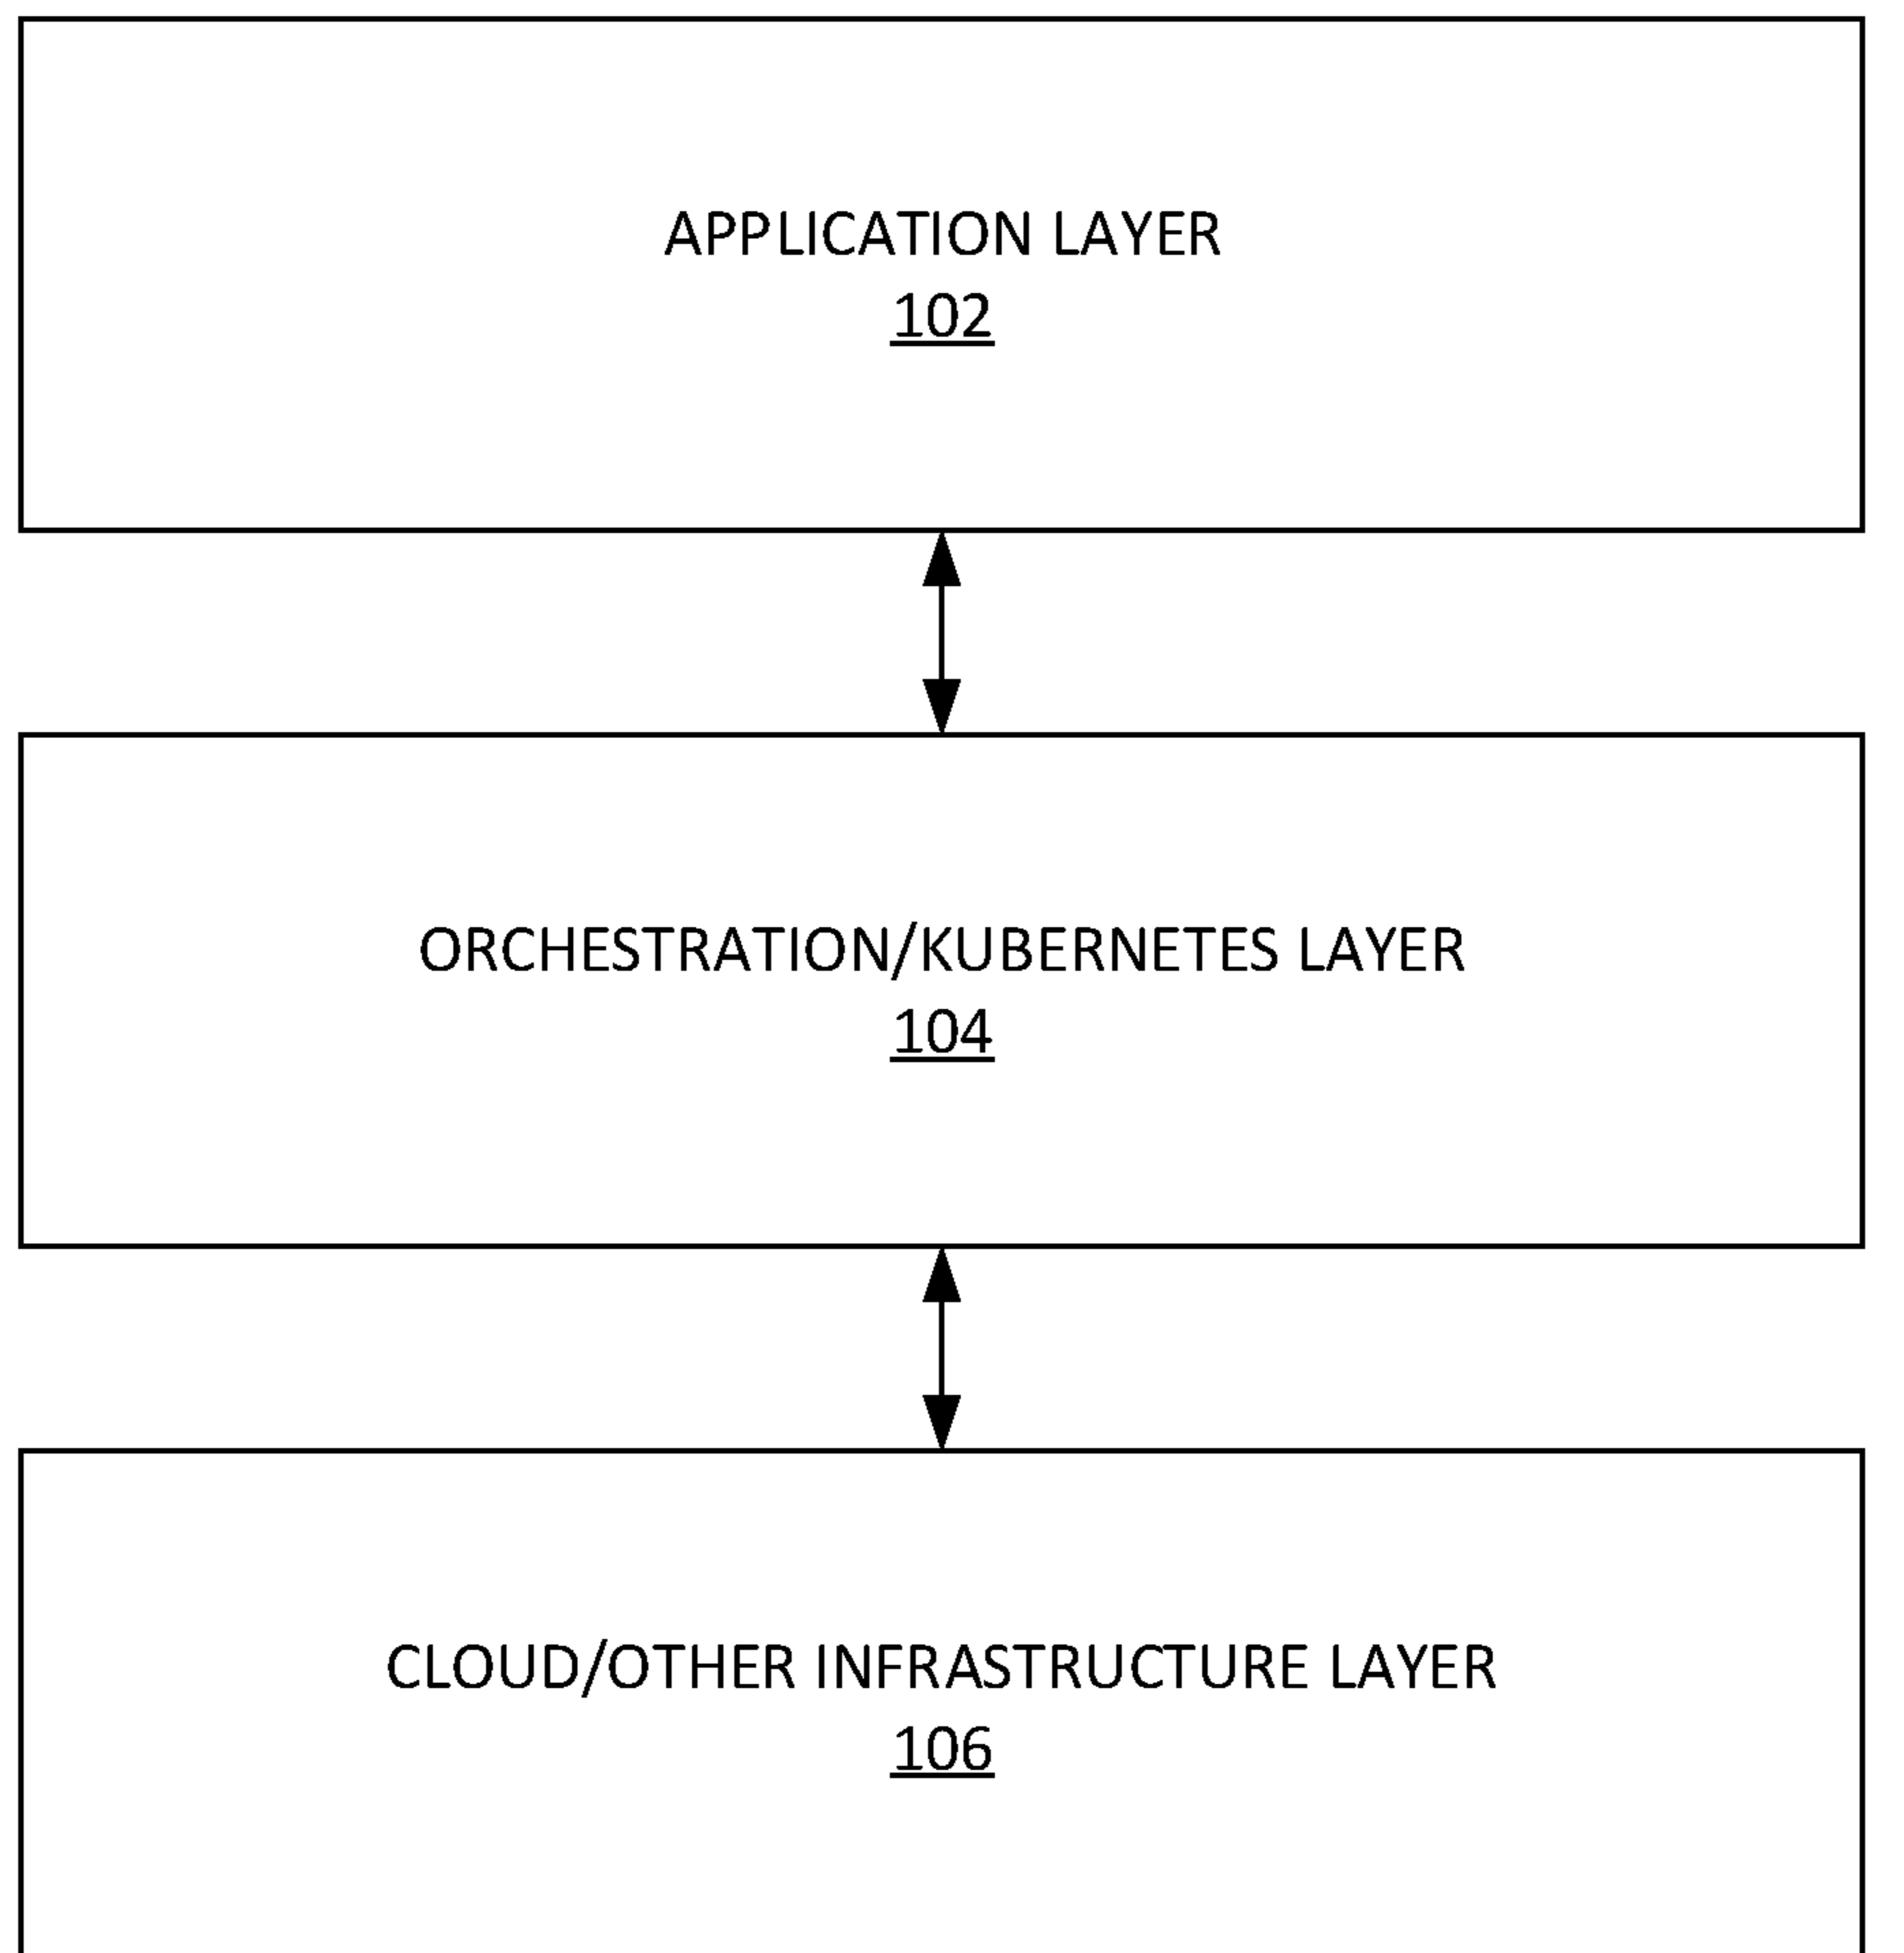 APPLICATION LAYER
102
ORCHESTRATION/KUBERNETES LAYER
104
CLOUD/OTHER INFRASTRUCTURE LAYER
106